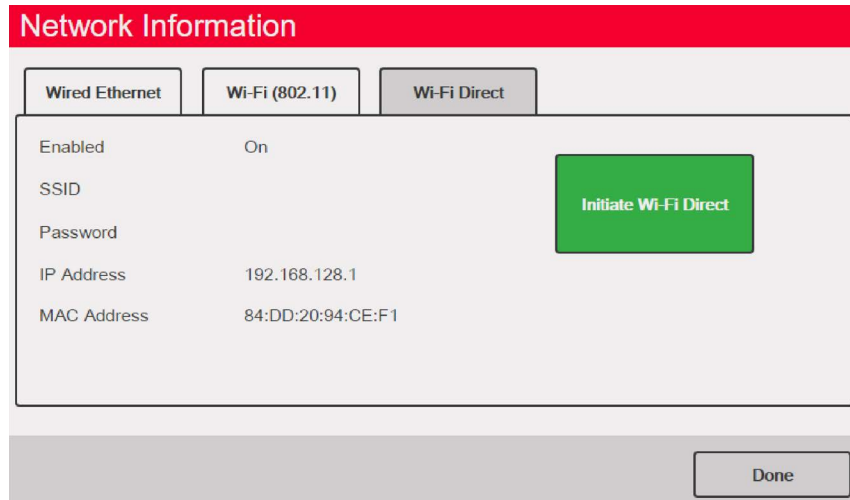 Network Information
Wired Ethernet Wi-Fi (802.11) Wi-Fi Direct
Enabled On
SSID
Initiate Wi-Fi Direct
Password
IP Address 192.168.128.1
MAC Address 84:DD:20:94:CE:F1
Done